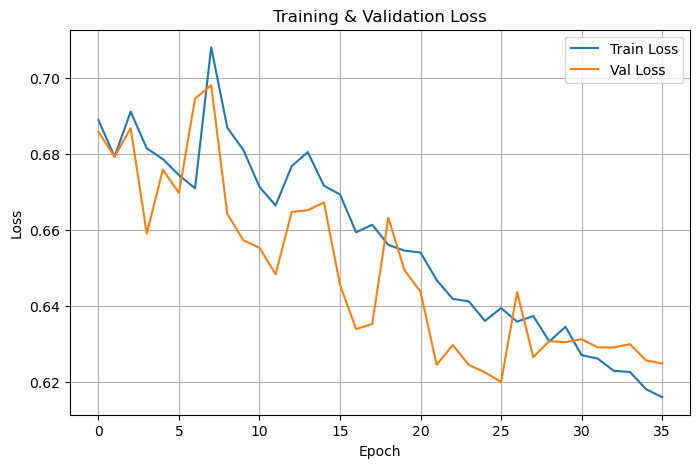 Training & Validation Loss
Train Loss
Val Loss
Loss
0.70
0.68
0.66
0.64
0.62
0 5 10 15 20 25 30 35
Epoch